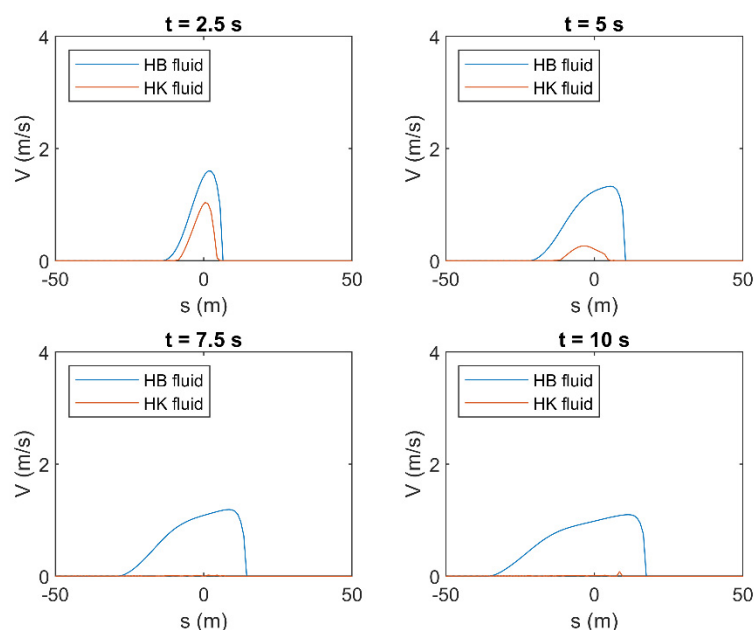 t = 2.5 s
4
HB fluid
HK fluid
2
V (m/s)
0
-50
0
50
s (m)
t = 5 s
4
HB fluid
HK fluid
2
V (m/s)
0
-50
0
50
s (m)
t = 7.5 s
4
HB fluid
HK fluid
2
V (m/s)
0
-50
0
50
s (m)
t = 10 s
4
HB fluid
HK fluid
2
V (m/s)
0
-50
0
50
s (m)